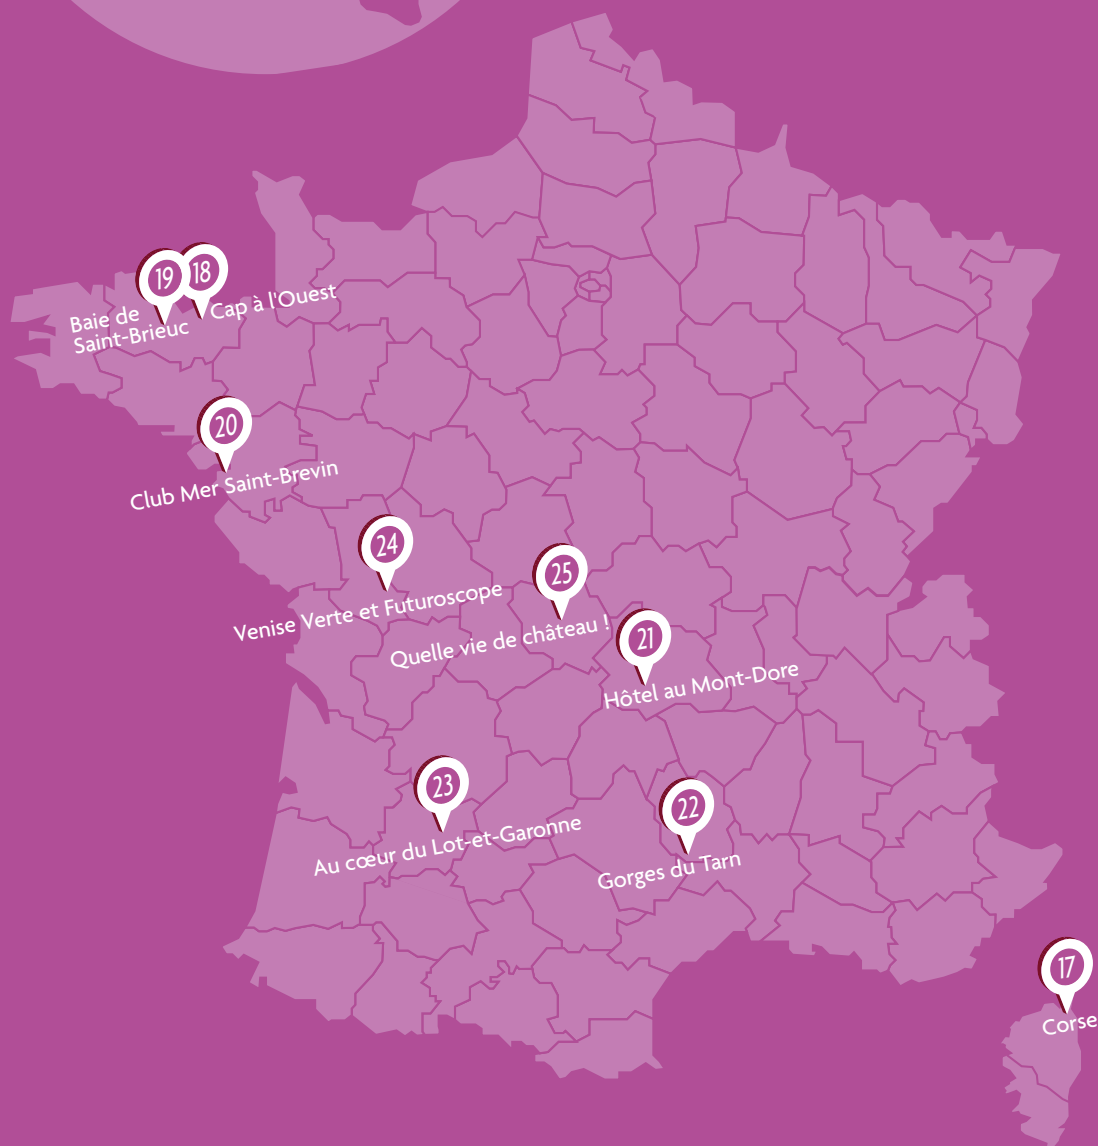 19
18
Cap à l'Ouest
Baie de
Saint-Brieuc
20
Club Mer Saint-Brevin
24
Venise Verte et Futuroscope
25
Quelle vie de château !
21
Hôtel au Mont-Dore
23
Au cœur du Lot-et-Garonne
22
Gorges du Tarn
17
Corse